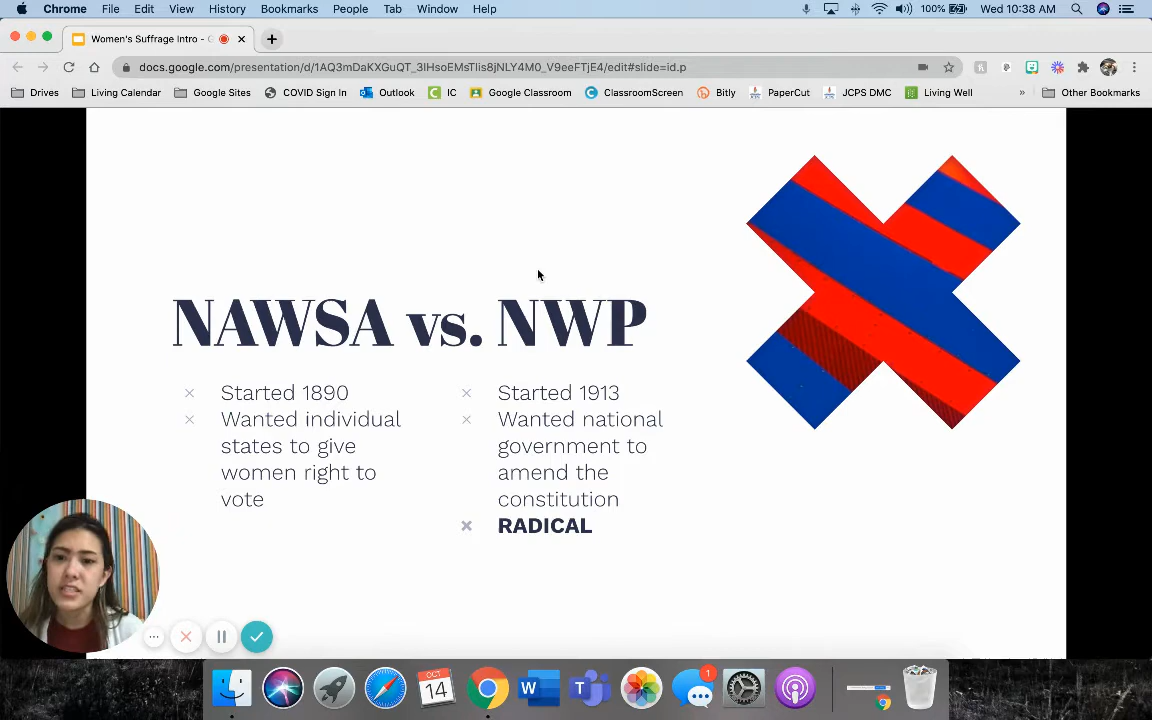 Chrome File Edit View History Bookmarks People Tab Window Help 100% Wed 10:38 AM
Women's Suffrage Intro - G
docs.google.com/presentation/d/1AQ3mDaKXGuQT_3lHsoEMsTlis8jNLY4M0_V9eeFTjE4/edit#slide=id.p
Drives Living Calendar Google Sites COVID Sign In Outlook IC Google Classroom ClassroomScreen Bitly PaperCut JCPS DMC Living Well » Other Bookmarks
NAWSA vs. NWP
Started 1890
Wanted individual
states to give
women right to
vote
Started 1913
Wanted national
government to
amend the
constitution
RADICAL
OCT
14
W
T
1